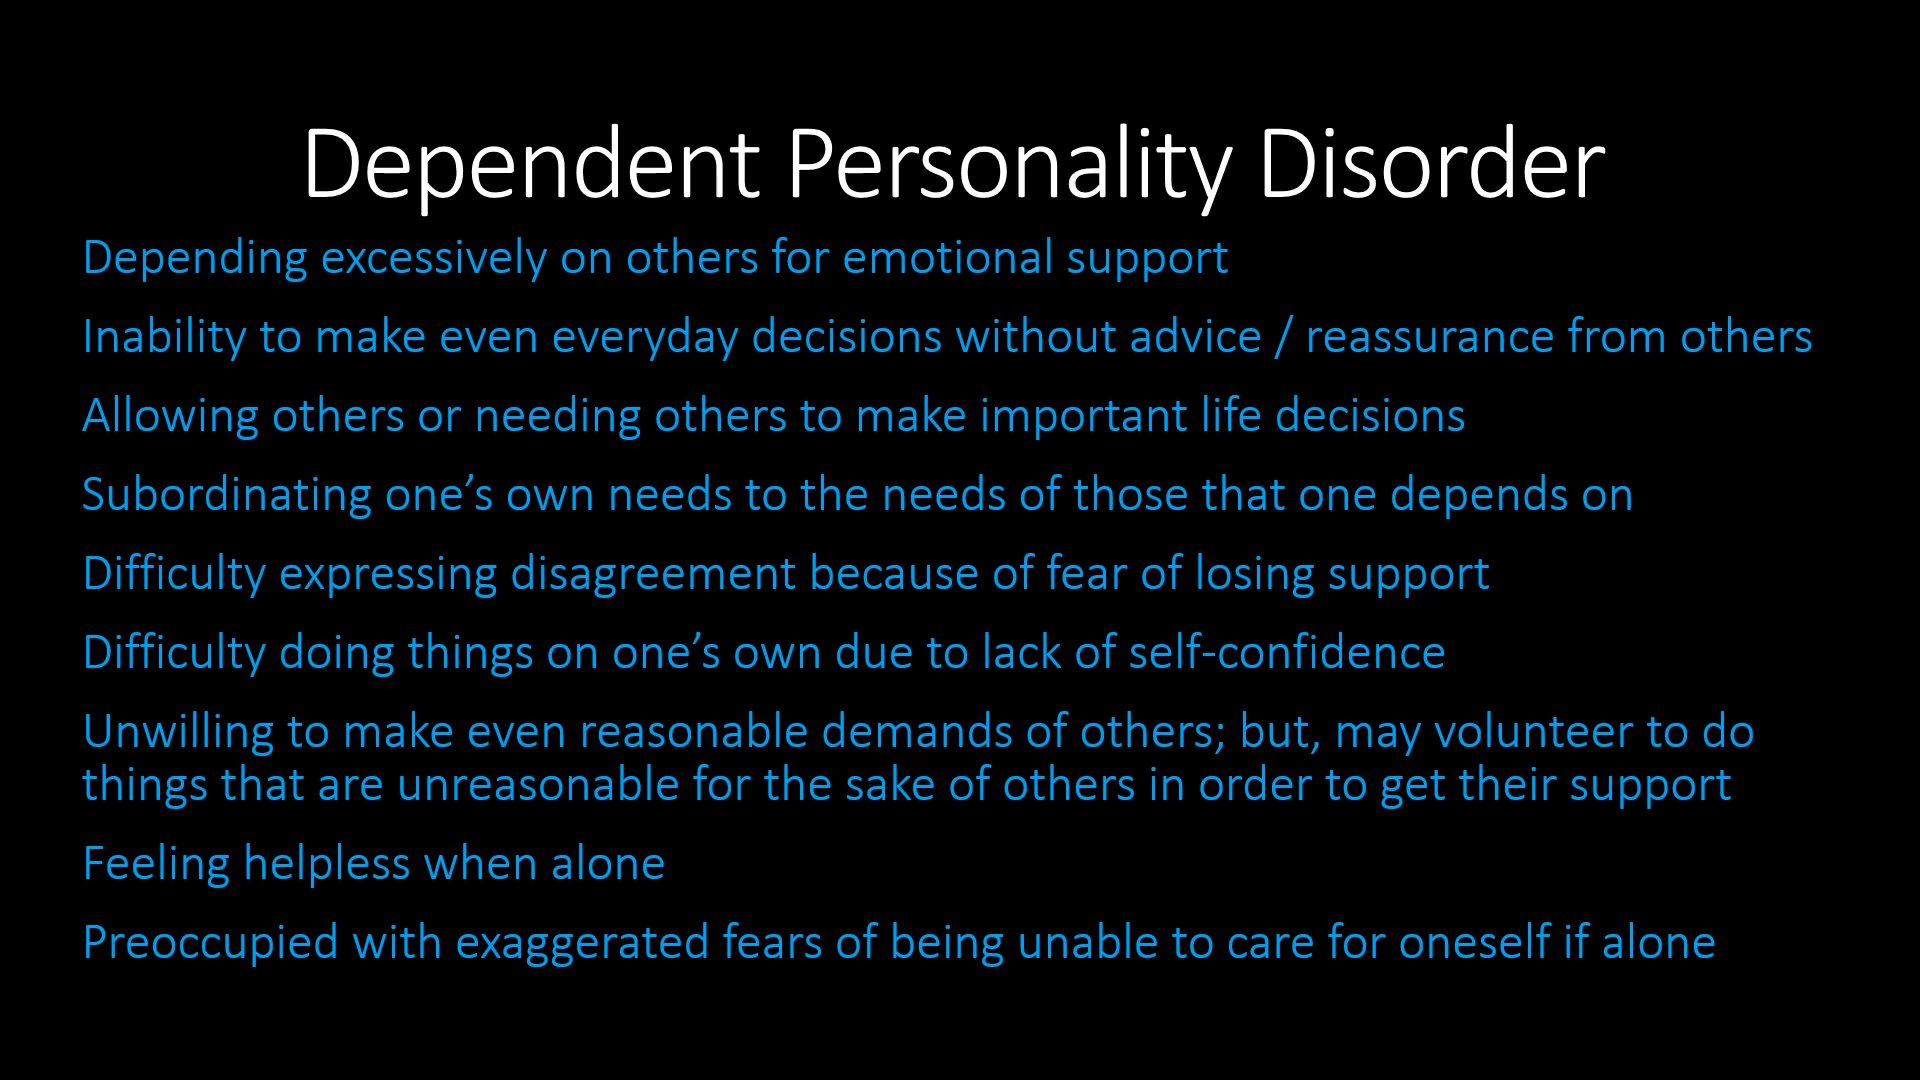 Dependent Personality Disorder
Depending excessively on others for emotional support
Inability to make even everyday decisions without advice / reassurance from others
Allowing others or needing others to make important life decisions
Subordinating one’s own needs to the needs of those that one depends on
Difficulty expressing disagreement because of fear of losing support
Difficulty doing things on one’s own due to lack of self-confidence
Unwilling to make even reasonable demands of others; but, may volunteer to do
things that are unreasonable for the sake of others in order to get their support
Feeling helpless when alone
Preoccupied with exaggerated fears of being unable to care for oneself if alone